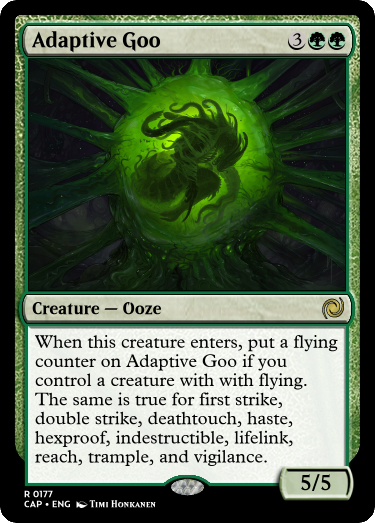 Adaptive Goo 3
Creature — Ooze
When this creature enters, put a flying
counter on Adaptive Goo if you
control a creature with with flying.
The same is true for first strike,
double strike, deathtouch, haste,
hexproof, indestructible, lifelink,
reach, trample, and vigilance.
5/5
R 0177
CAP • ENG Timi Honkanen